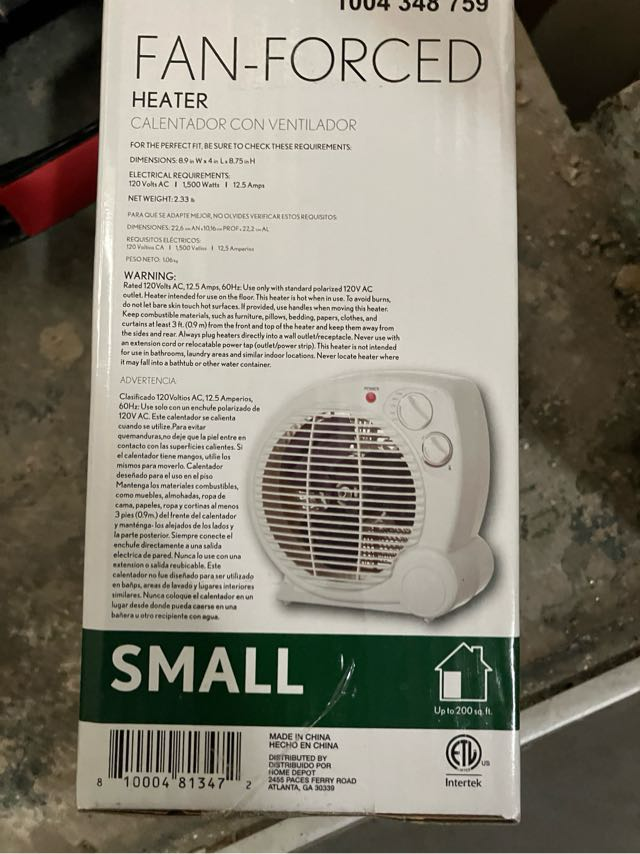 1004 348 759
FAN-FORCED
HEATER
CALENTADOR CON VENTILADOR
FOR THE PERFECT FIT, BE SURE TO CHECK THESE REQUIREMENTS:
DIMENSIONS: 8.9 in W x 4 in L x 8.75 in H
ELECTRICAL REQUIREMENTS:
120 Volts AC | 1,500 Watts | 12.5 Amps
NET WEIGHT: 2.33 lb
PARA QUE SE ADAPTE MEJOR, NO OLVIDES VERIFICAR ESTOS REQUISITOS:
DIMENSIONES: 22,6 cm AN x 10,16 cm PROF x 22,2 cm AL
REQUISITOS ELÉCTRICOS:
120 Voltios CA | 1,500 Vatios | 12,5 Amperios
PESO NETO: 1.06 kg
WARNING:
Rated 120Volts AC, 12.5 Amps, 60Hz: Use only with standard polarized 120V AC
outlet. Heater intended for use on the floor. This heater is hot when in use. To avoid burns,
do not let bare skin touch hot surfaces. If provided, use handles when moving this heater.
Keep combustible materials, such as furniture, pillows, bedding, papers, clothes, and
curtains at least 3 ft. (0.9 m) from the front and top of the heater and keep them away from
the sides and rear. Always plug heaters directly into a wall outlet/receptacle. Never use with
an extension cord or relocatable power tap (outlet/power strip). This heater is not intended
for use in bathrooms, laundry areas and similar indoor locations. Never locate heater where
it may fall into a bathtub or other water container.
ADVERTENCIA:
Clasificado 120Voltios AC, 12.5 Amperios,
60Hz: Use solo con un enchufe polarizado de
120V AC. Este calentador se calienta
cuando se utilize.Para evitar
quemanduras,no deje que la piel entre en
contacto con las superficies calientes. Si
el calentador tiene mangos, utilie los
mismos para moverlo. Calentador
deseñado para el uso en el piso
Mantenga los materiales combustibles,
como muebles, almohadas, ropa de
cama, papeles, ropa y cortinas al menos
3 pies (0.9m.) del frente del calentador
y manténga- los alejados de los lados y
la parte posterior. Siempre conecte el
enchufe directamente a una salida
electrica de pared. Nunca lo use con una
extension o salida reubicable. Este
calentador no fue diseñado para ser utilizado
en baños, areas de lavado y lugares interiores
similares. Nunca coloque el calentador en un
lugar desde donde pueda caerse en una
bañera u otro recipiente con agua.
POWER
SMALL
Up to 200 sq. ft.
8 10004 81347 2
MADE IN CHINA
HECHO EN CHINA
DISTRIBUTED BY
DISTRIBUIDO POR
HOME DEPOT
2455 PACES FERRY ROAD
ATLANTA, GA 30339
ETL US
Intertek